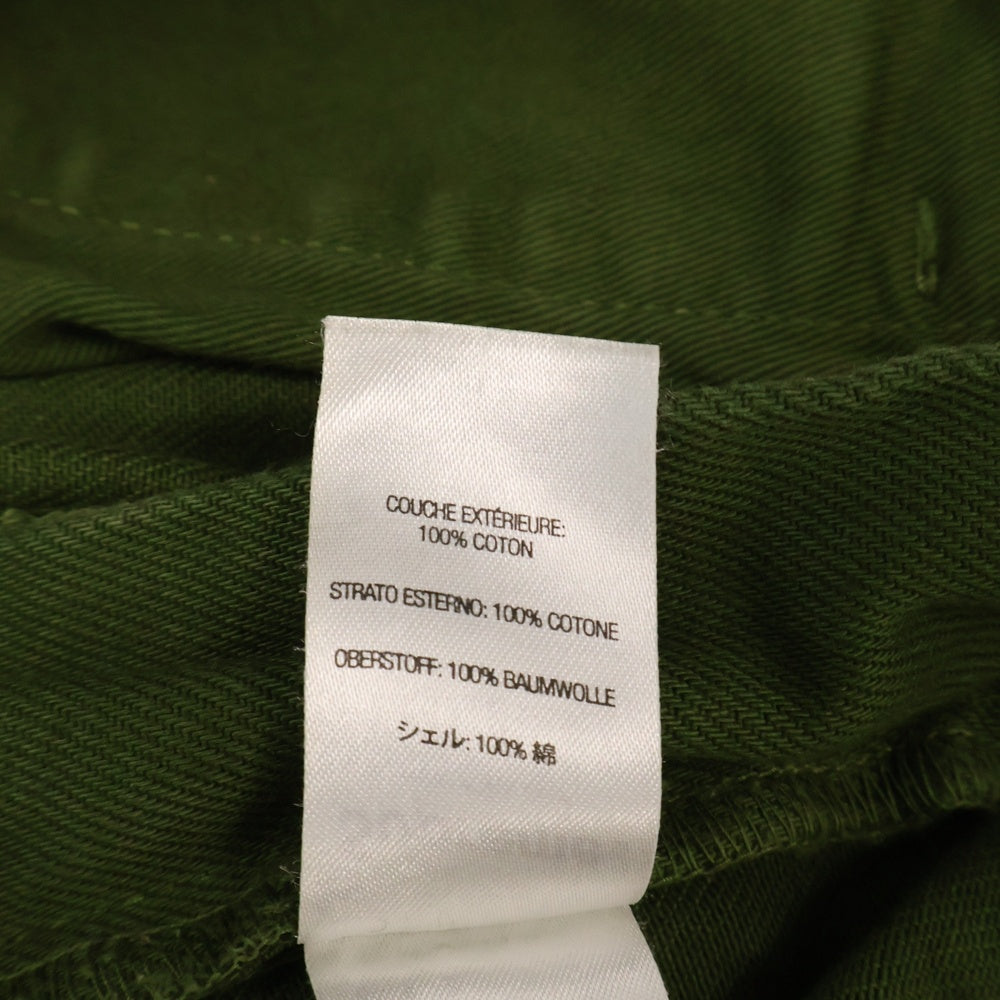 COUCHE EXTÉRIEURE:
100% COTON
STRATO ESTERNO: 100% COTONE
OBERSTOFF: 100% BAUMWOLLE
シェル: 100% 綿